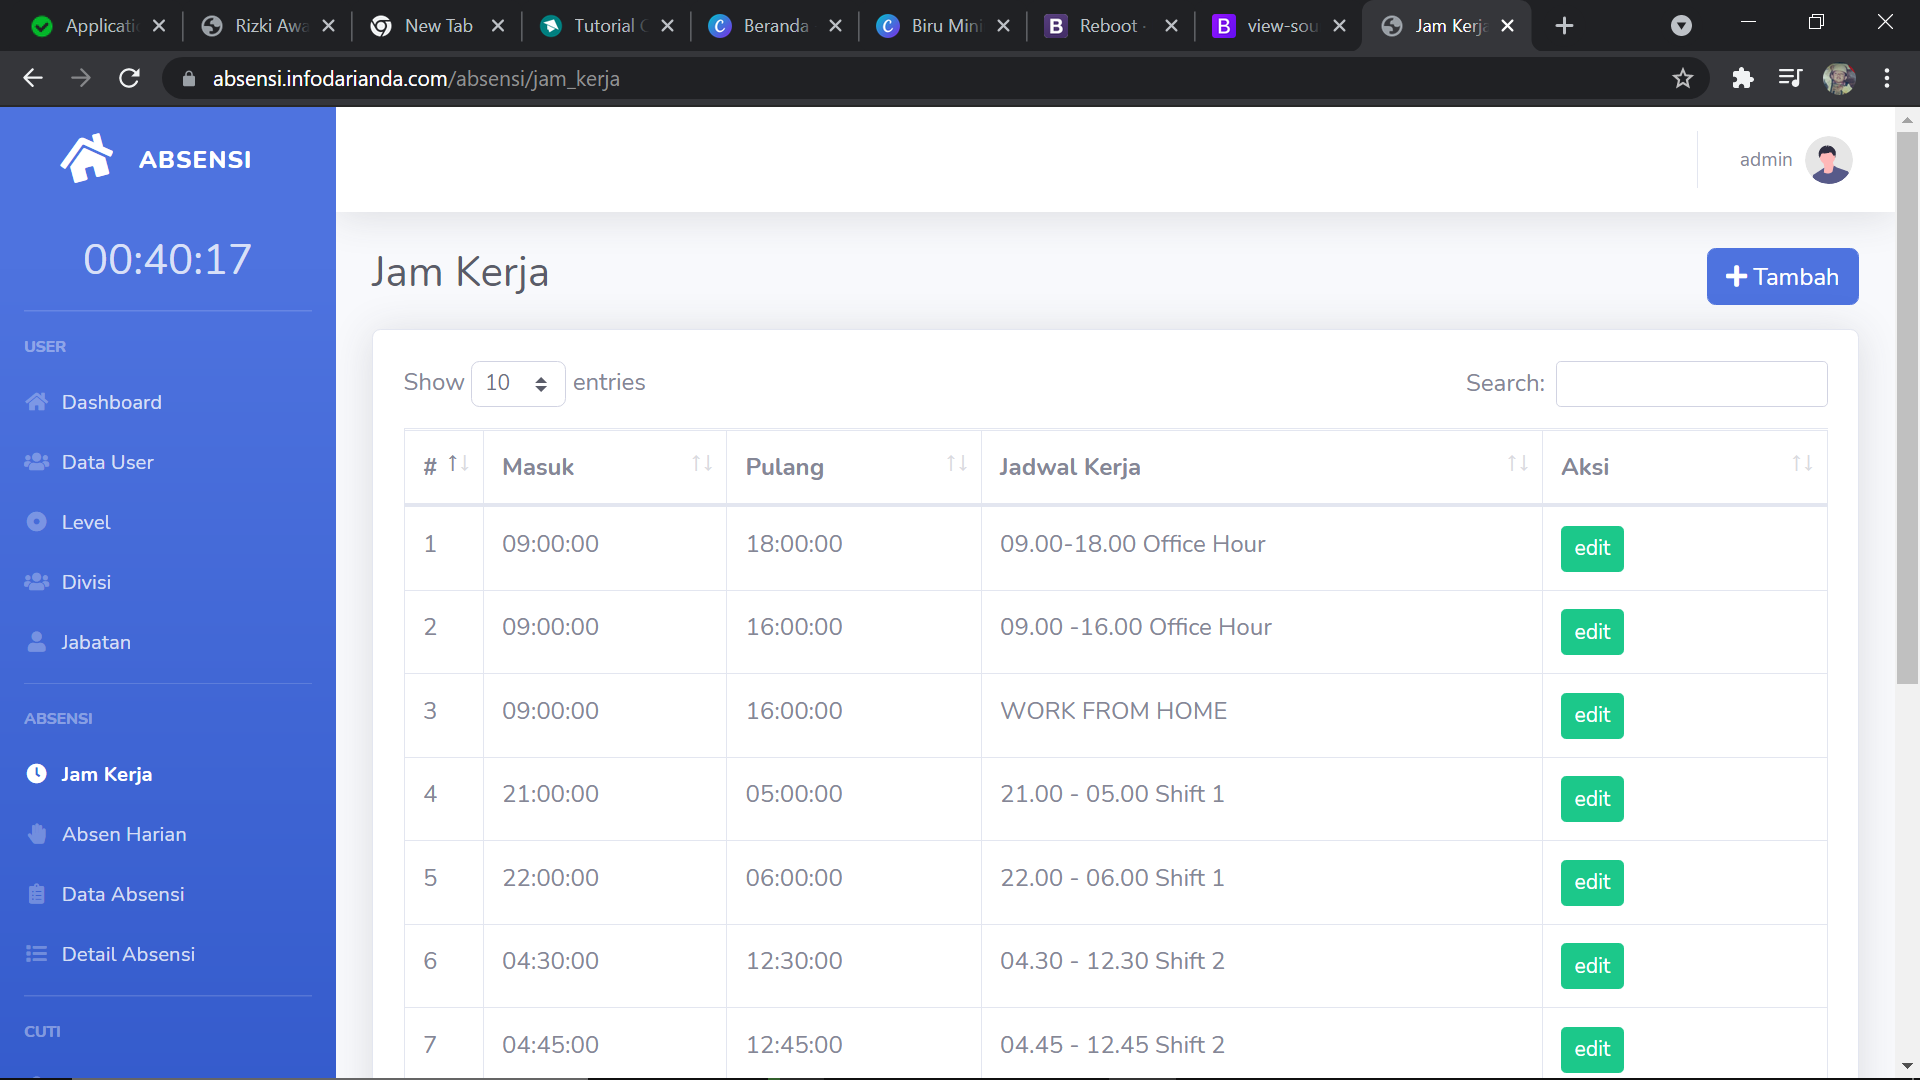 Applicati
Rizki Awa
New Tab
Tutorial
Beranda
Biru Mini
Reboot ·
view-sou
Jam Kerja
absensi.infodarianda.com/absensi/jam_kerja
ABSENSI
admin
00:40:17
Jam Kerja
Tambah
USER
Dashboard
Data User
Level
Divisi
Jabatan
ABSENSI
Jam Kerja
Absen Harian
Data Absensi
Detail Absensi
CUTI
Show 10 entries
Search:
# Masuk Pulang Jadwal Kerja Aksi
1 09:00:00 18:00:00 09.00-18.00 Office Hour edit
2 09:00:00 16:00:00 09.00 -16.00 Office Hour edit
3 09:00:00 16:00:00 WORK FROM HOME edit
4 21:00:00 05:00:00 21.00 - 05.00 Shift 1 edit
5 22:00:00 06:00:00 22.00 - 06.00 Shift 1 edit
6 04:30:00 12:30:00 04.30 - 12.30 Shift 2 edit
7 04:45:00 12:45:00 04.45 - 12.45 Shift 2 edit